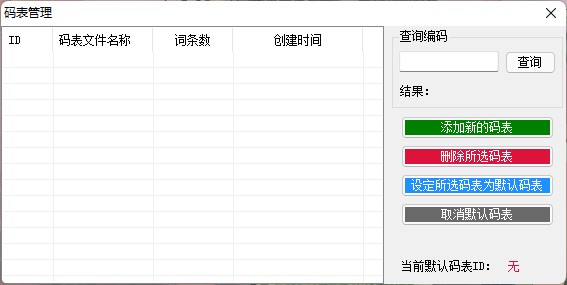 码表管理
ID 码表文件名称 词条数 创建时间
查询编码
查询
结果：
添加新的码表
删除所选码表
设定所选码表为默认码表
取消默认码表
当前默认码表ID： 无